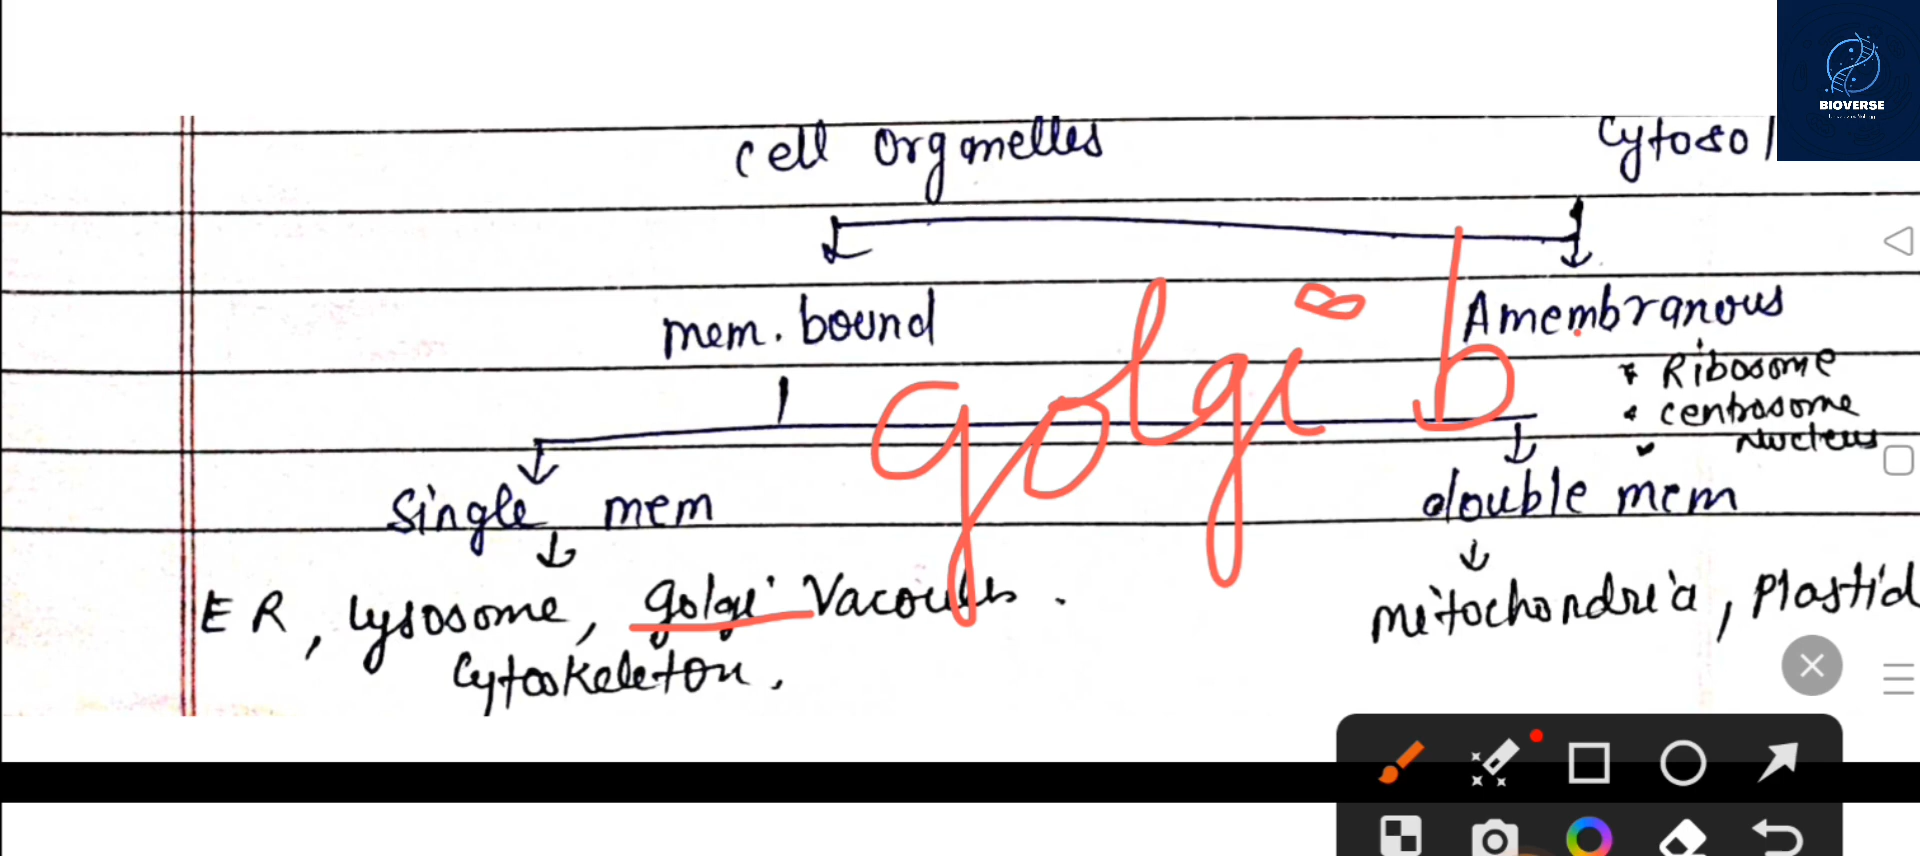 BIOVERSE
cell organelles
Cytosol
mem. bound
Amembranous
Ribosome
centrosome
Nucleus
golgi b
Single mem
double mem
ER, lysosome, golgi Vacoules.
Cytoskeleton.
mitochondria, Plastid